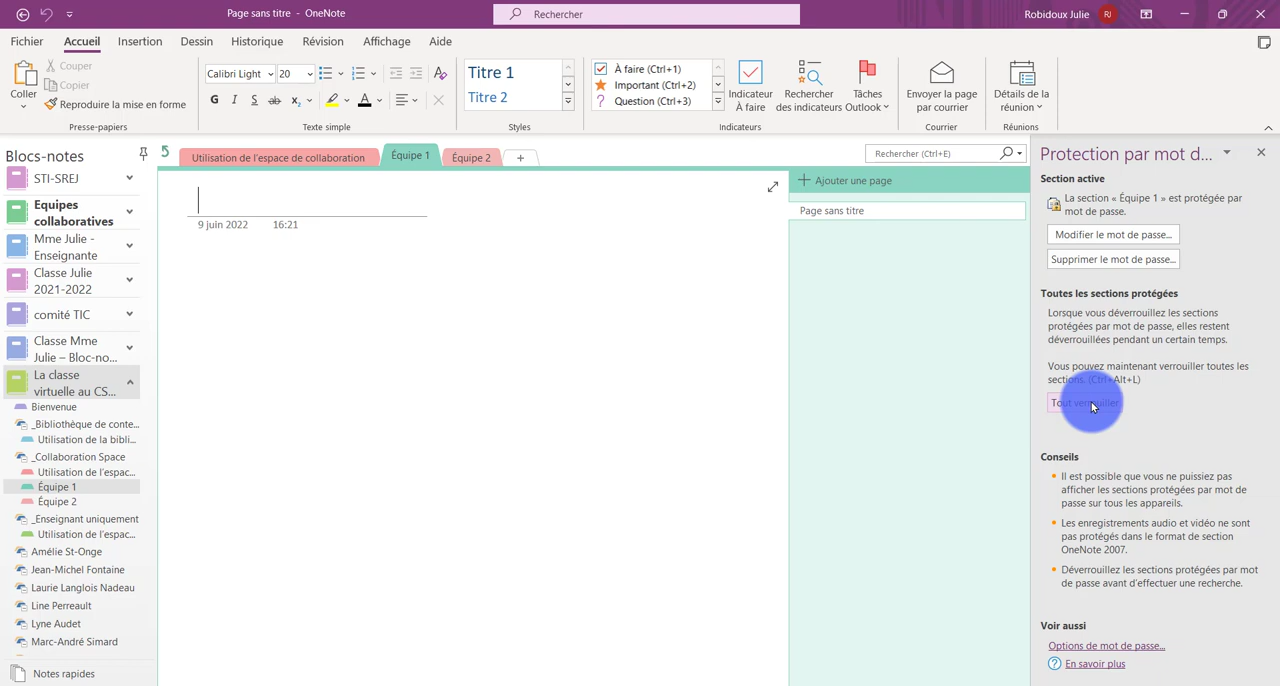 Page sans titre - OneNote
Rechercher
Robidoux Julie
RJ
Fichier
Accueil
Insertion
Dessin
Historique
Révision
Affichage
Aide
Coller
Couper
Copier
Reproduire la mise en forme
Presse-papiers
Calibri Light
20
G
I
S
ab
x₂
A
Texte simple
Titre 1
Titre 2
Styles
À faire (Ctrl+1)
Important (Ctrl+2)
? Question (Ctrl+3)
Indicateur
À faire
Rechercher
des indicateurs
Tâches
Outlook
Indicateurs
Envoyer la page
par courrier
Courrier
Détails de la
réunion
Réunions
Blocs-notes
STI-SREJ
Equipes
collaboratives
Mme Julie -
Enseignante
Classe Julie
2021-2022
comité TIC
Classe Mme
Julie – Bloc-no...
La classe
virtuelle au CS...
Bienvenue
_Bibliothèque de conte...
Utilisation de la bibli...
_Collaboration Space
Utilisation de l'espac...
Équipe 1
Équipe 2
_Enseignant uniquement
Utilisation de l'espac...
Amélie St-Onge
Jean-Michel Fontaine
Laurie Langlois Nadeau
Line Perreault
Lyne Audet
Marc-André Simard
Notes rapides
Utilisation de l'espace de collaboration
Équipe 1
Équipe 2
+
Rechercher (Ctrl+E)
9 juin 2022
16:21
Ajouter une page
Page sans titre
Protection par mot d...
Section active
La section « Équipe 1 » est protégée par
mot de passe.
Modifier le mot de passe...
Supprimer le mot de passe...
Toutes les sections protégées
Lorsque vous déverrouillez les sections
protégées par mot de passe, elles restent
déverrouillées pendant un certain temps.
Vous pouvez maintenant verrouiller toutes les
sections. (Ctrl+Alt+L)
Tout verrouiller
Conseils
Il est possible que vous ne puissiez pas
afficher les sections protégées par mot de
passe sur tous les appareils.
Les enregistrements audio et vidéo ne sont
pas protégés dans le format de section
OneNote 2007.
Déverrouillez les sections protégées par mot
de passe avant d'effectuer une recherche.
Voir aussi
Options de mot de passe...
? En savoir plus